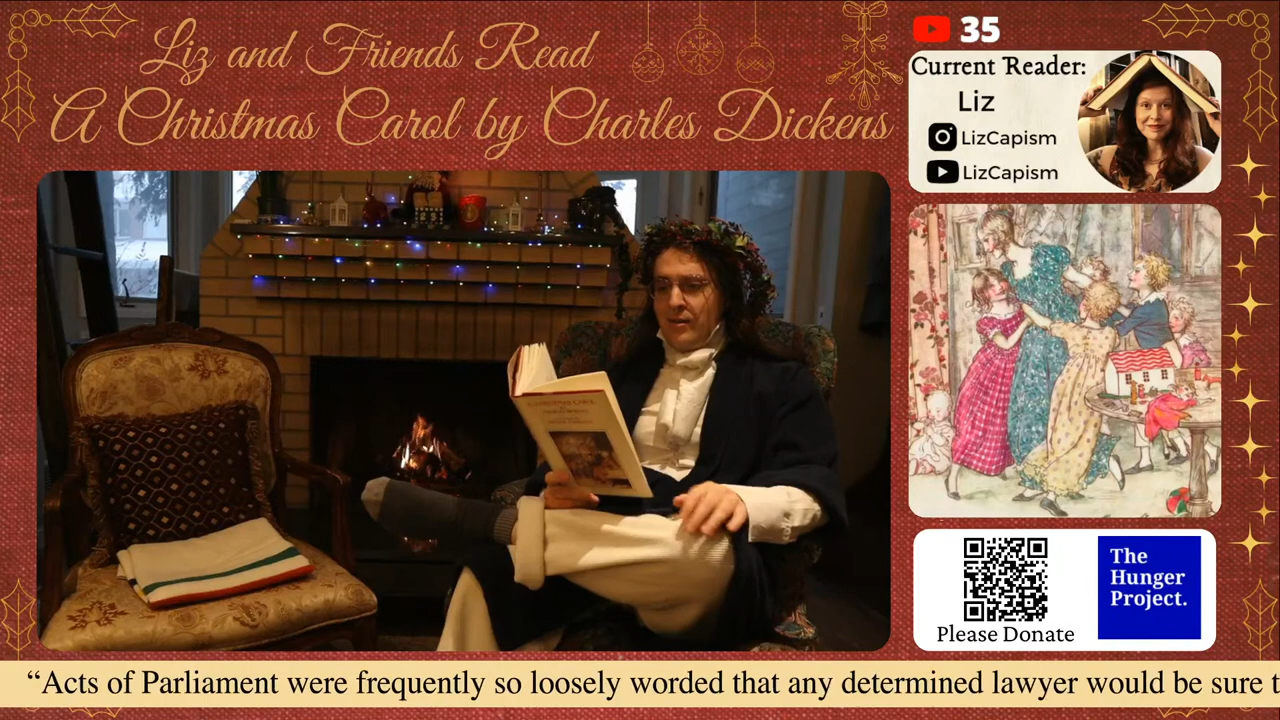 Liz and Friends Read
A Christmas Carol by Charles Dickens
35
Current Reader:
Liz
LizCapism
LizCapism
The
Hunger
Project.
Please Donate
“Acts of Parliament were frequently so loosely worded that any determined lawyer would be sure t